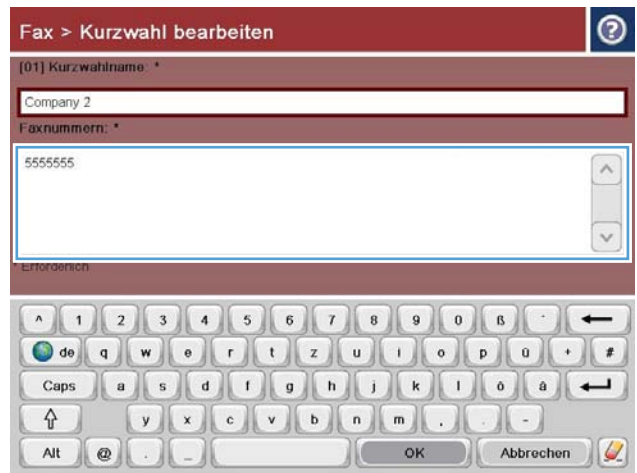 Fax > Kurzwahl bearbeiten ?
[01] Kurzwahlname: *
Company 2
Faxnummern: *
5555555
* Erforderlich
^ 1 2 3 4 5 6 7 8 9 0 ß ´
de q w e r t z u i o p ü + #
Caps a s d f g h j k l ö ä
y x c v b n m , . -
Alt @ . _ OK Abbrechen